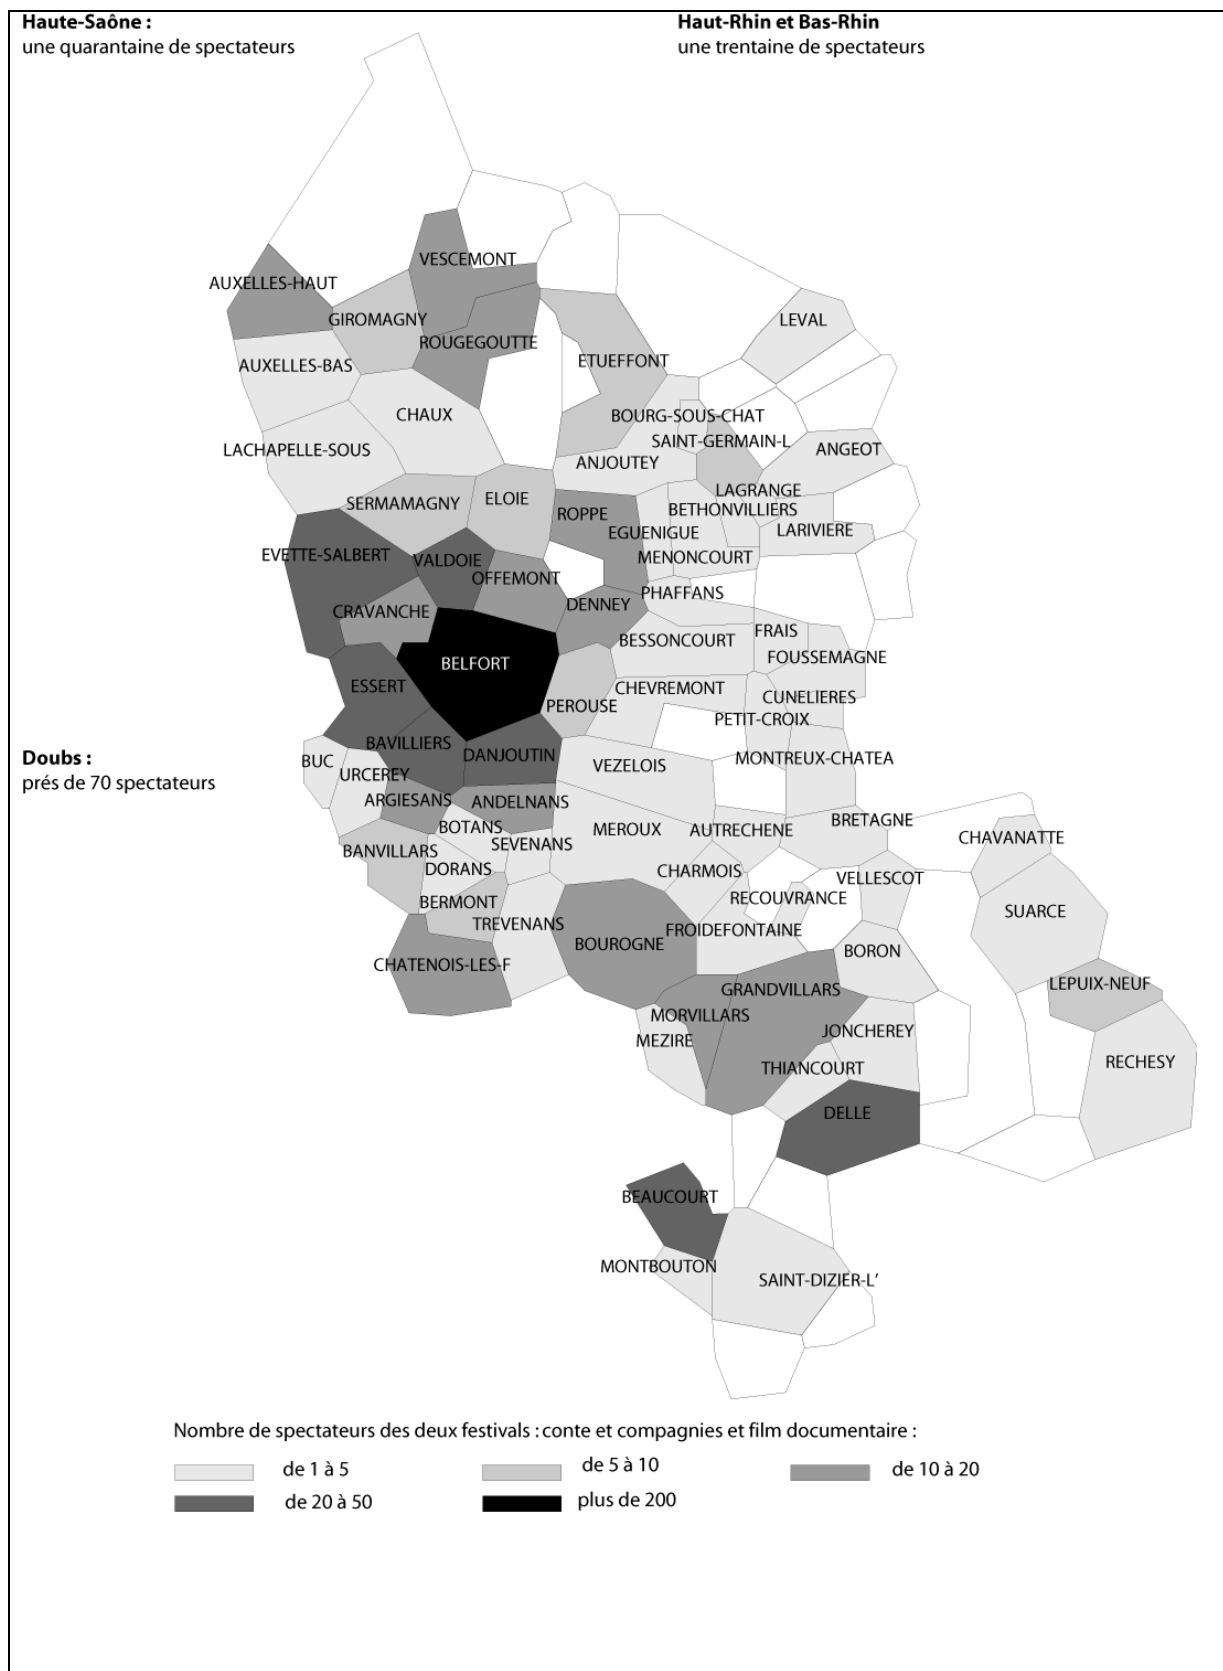 Haute-Saône :
une quarantaine de spectateurs
Haut-Rhin et Bas-Rhin
une trentaine de spectateurs
VESCEMONT
AUXELLES-HAUT
GIROMAGNY
LEVAL
ROUGEGOUTTE
ETUEFFONT
AUXELLES-BAS
CHAUX
BOURG-SOUS-CHAT
LACHAPELLE-SOUS
SAINT-GERMAIN-L
ANGEOT
ANJOUTEY
LAGRANGE
SERMAMAGNY
ELOIE
BETHONVILLIERS
ROPPE
EGUENIGUE
LARIVIERE
EVETTE-SALBERT
VALDOIE
MENONCOURT
OFFEMONT
PHAFFANS
CRAVANCHE
DENNEY
BESSONCOURT
FRAIS
BELFORT
FOUSSEMAGNE
ESSERT
CHEVREMONT
CUNELIERES
PEROUSE
PETIT-CROIX
BAVILLIERS
DANJOUTIN
MONTREUX-CHATEA
Doubs :
prés de 70 spectateurs
BUC
URCEREY
VEZELOIS
ARGIESANS
ANDELNANS
BOTANS
MEROUX
AUTRECHENE
BRETAGNE
CHAVANATTE
BANVILLARS
SEVENANS
DORANS
CHARMOIS
VELLESCOT
BERMONT
RECOUVRANCE
SUARCE
TREVENANS
FROIDEFONTAINE
BOUROGNE
BORON
CHATENOIS-LES-F
LEPUIX-NEUF
GRANDVILLARS
MORVILLARS
JONCHEREY
MEZIRE
THIANCOURT
RECHESY
DELLE
BEAUCOURT
MONTBOUTON
SAINT-DIZIER-L'
Nombre de spectateurs des deux festivals : conte et compagnies et film documentaire :
de 1 à 5
de 5 à 10
de 10 à 20
de 20 à 50
plus de 200